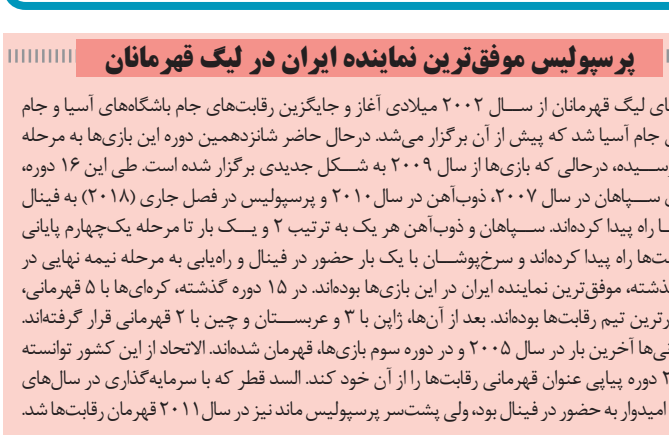 پرسپولیس موفق‌ترین نماینده ایران در لیگ قهرمانان
لیگ قهرمانان از سال ۲۰۰۲ میلادی آغاز و جایگزین رقابت‌های جام باشگاه‌های آسیا و جام
جام آسیا شد که پیش از آن برگزار می‌شد. درحال حاضر شانزدهمین دوره این بازی‌ها به مرحله
درحالی که بازی‌ها از سال ۲۰۰۹ به شکل جدیدی برگزار شده است. طی این ۱۶ دوره،
سپاهان در سال ۲۰۰۷، ذوب‌آهن در سال ۲۰۱۰ و پرسپولیس در فصل جاری (۲۰۱۸) به فینال
راه پیدا کرده‌اند. سپاهان و ذوب‌آهن هر یک به ترتیب ۲ و یک بار تا مرحله یک‌چهارم پایانی
راه پیدا کرده‌اند و سرخپوشان با یک بار حضور در فینال و راه‌یابی به مرحله نیمه نهایی در
موفق‌ترین نماینده ایران در این بازی‌ها بوده‌اند. در ۱۵ دوره گذشته، کره‌ای‌ها با ۵ قهرمانی،
تیم رقابت‌ها بوده‌اند. بعد از آن‌ها، ژاپن با ۳ و عربستان و چین با ۲ قهرمانی قرار گرفته‌اند.
آخرین بار در سال ۲۰۰۵ و در دوره سوم بازی‌ها، قهرمان شده‌اند. الاتحاد از این کشور توانسته
۲ دوره پیاپی عنوان قهرمانی رقابت‌ها را از آن خود کند. السد قطر که با سرمایه‌گذاری در سال‌های
امیدوار به حضور در فینال بود، ولی پشت‌سر پرسپولیس ماند نیز در سال ۲۰۱۱ قهرمان رقابت‌ها شد.